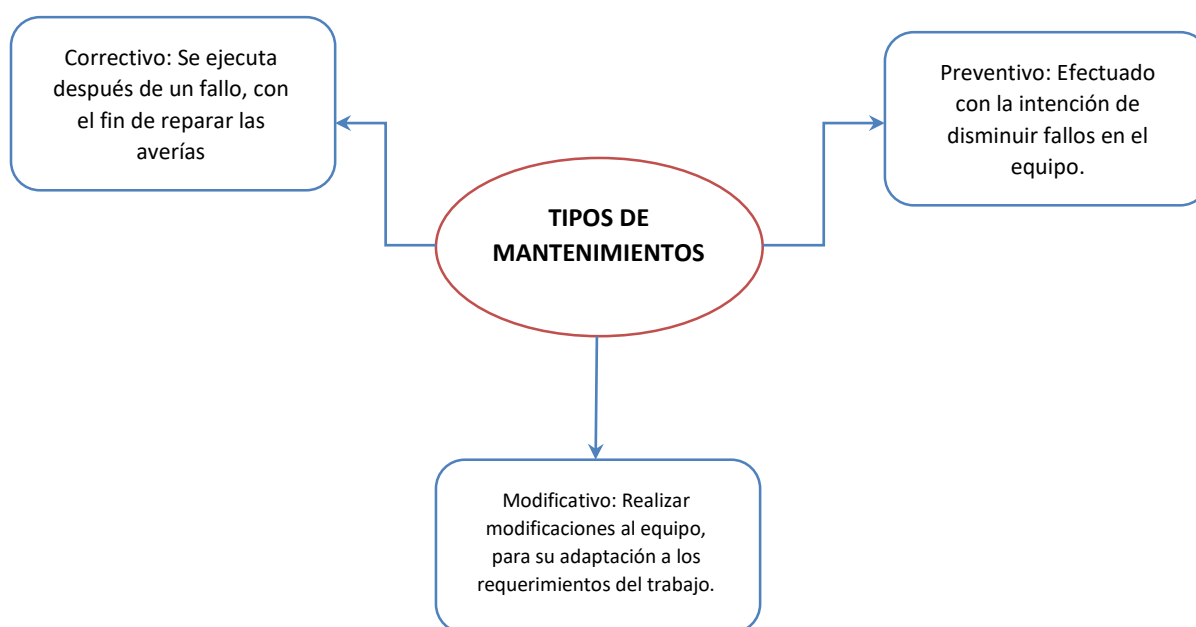 Correctivo: Se ejecuta
después de un fallo, con
el fin de reparar las
averías
Preventivo: Efectuado
con la intención de
disminuir fallos en el
equipo.
TIPOS DE
MANTENIMIENTOS
Modificativo: Realizar
modificaciones al equipo,
para su adaptación a los
requerimientos del trabajo.